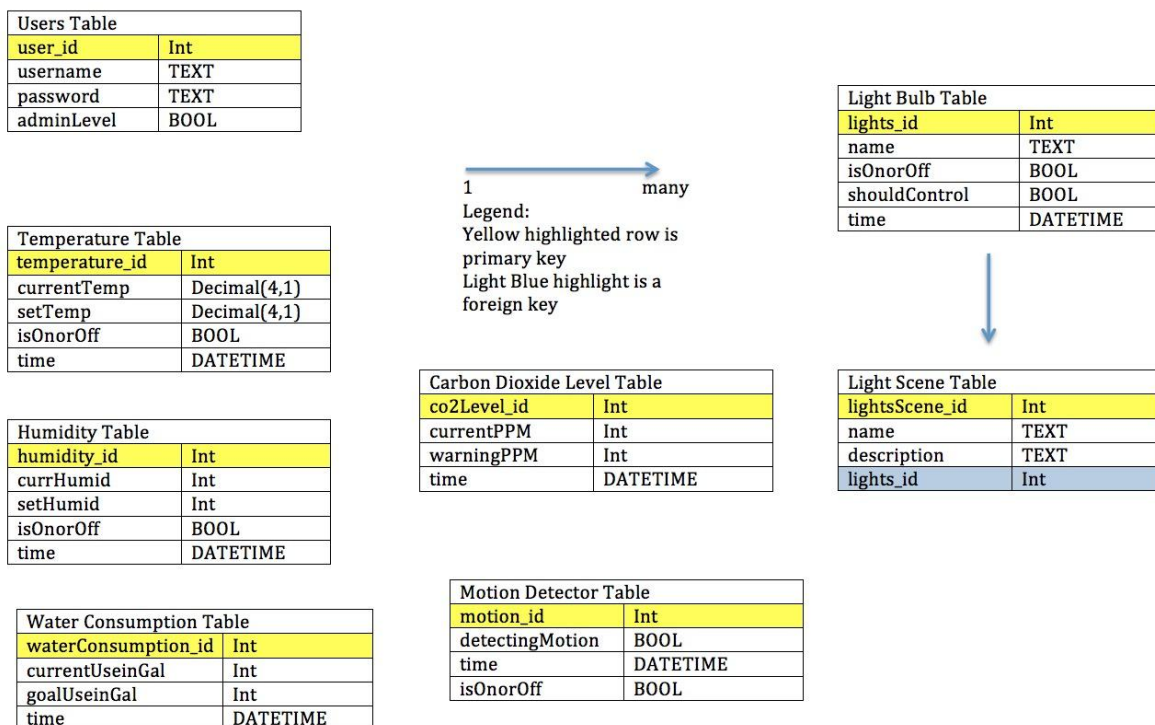 Users Table
user_id Int
username TEXT
password TEXT
adminLevel BOOL
Temperature Table
temperature_id Int
currentTemp Decimal(4,1)
setTemp Decimal(4,1)
isOnorOff BOOL
time DATETIME
Humidity Table
humidity_id Int
currHumid Int
setHumid Int
isOnorOff BOOL
time DATETIME
Water Consumption Table
waterConsumption_id Int
currentUseinGal Int
goalUseinGal Int
time DATETIME
1 many
Legend:
Yellow highlighted row is
primary key
Light Blue highlight is a
foreign key
Carbon Dioxide Level Table
co2Level_id Int
currentPPM Int
warningPPM Int
time DATETIME
Motion Detector Table
motion_id Int
detectingMotion BOOL
time DATETIME
isOnorOff BOOL
Light Bulb Table
lights_id Int
name TEXT
isOnorOff BOOL
shouldControl BOOL
time DATETIME
Light Scene Table
lightsScene_id Int
name TEXT
description TEXT
lights_id Int